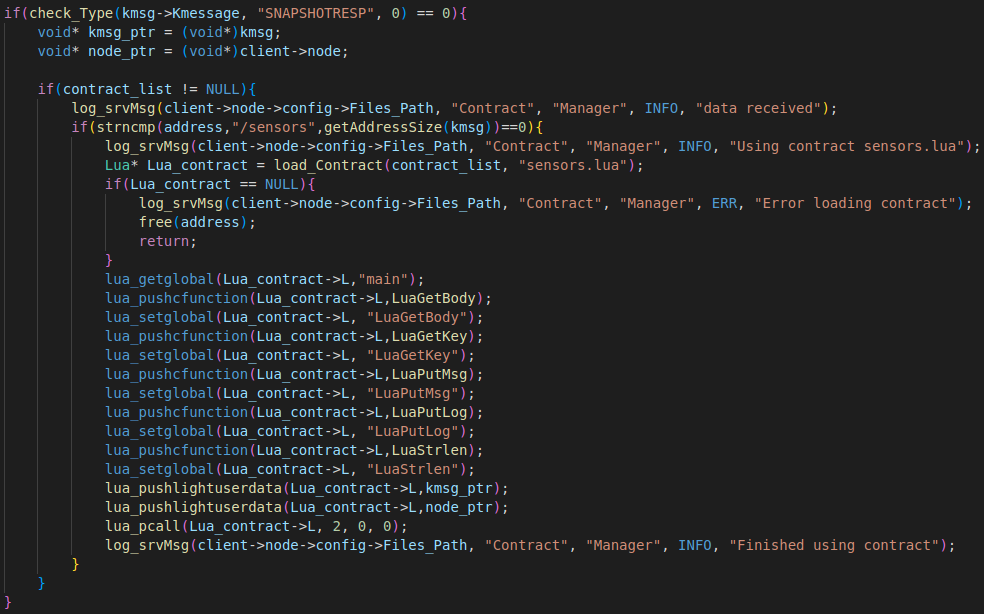 if(check_Type(kmsg->Kmessage, "SNAPSHOTRESP", 0) == 0){
    void* kmsg_ptr = (void*)kmsg;
    void* node_ptr = (void*)client->node;

    if(contract_list != NULL){
        log_srvMsg(client->node->config->Files_Path, "Contract", "Manager", INFO, "data received");
        if(strncmp(address,"/sensors",getAddressSize(kmsg))==0){
            log_srvMsg(client->node->config->Files_Path, "Contract", "Manager", INFO, "Using contract sensors.lua");
            Lua* Lua_contract = load_Contract(contract_list, "sensors.lua");
            if(Lua_contract == NULL){
                log_srvMsg(client->node->config->Files_Path, "Contract", "Manager", ERR, "Error loading contract");
                free(address);
                return;
            }
            lua_getglobal(Lua_contract->L,"main");
            lua_pushcfunction(Lua_contract->L,LuaGetBody);
            lua_setglobal(Lua_contract->L, "LuaGetBody");
            lua_pushcfunction(Lua_contract->L,LuaGetKey);
            lua_setglobal(Lua_contract->L, "LuaGetKey");
            lua_pushcfunction(Lua_contract->L,LuaPutMsg);
            lua_setglobal(Lua_contract->L, "LuaPutMsg");
            lua_pushcfunction(Lua_contract->L,LuaPutLog);
            lua_setglobal(Lua_contract->L, "LuaPutLog");
            lua_pushcfunction(Lua_contract->L,LuaStrlen);
            lua_setglobal(Lua_contract->L, "LuaStrlen");
            lua_pushlightuserdata(Lua_contract->L,kmsg_ptr);
            lua_pushlightuserdata(Lua_contract->L,node_ptr);
            lua_pcall(Lua_contract->L, 2, 0, 0);
            log_srvMsg(client->node->config->Files_Path, "Contract", "Manager", INFO, "Finished using contract");
        }
    }
}